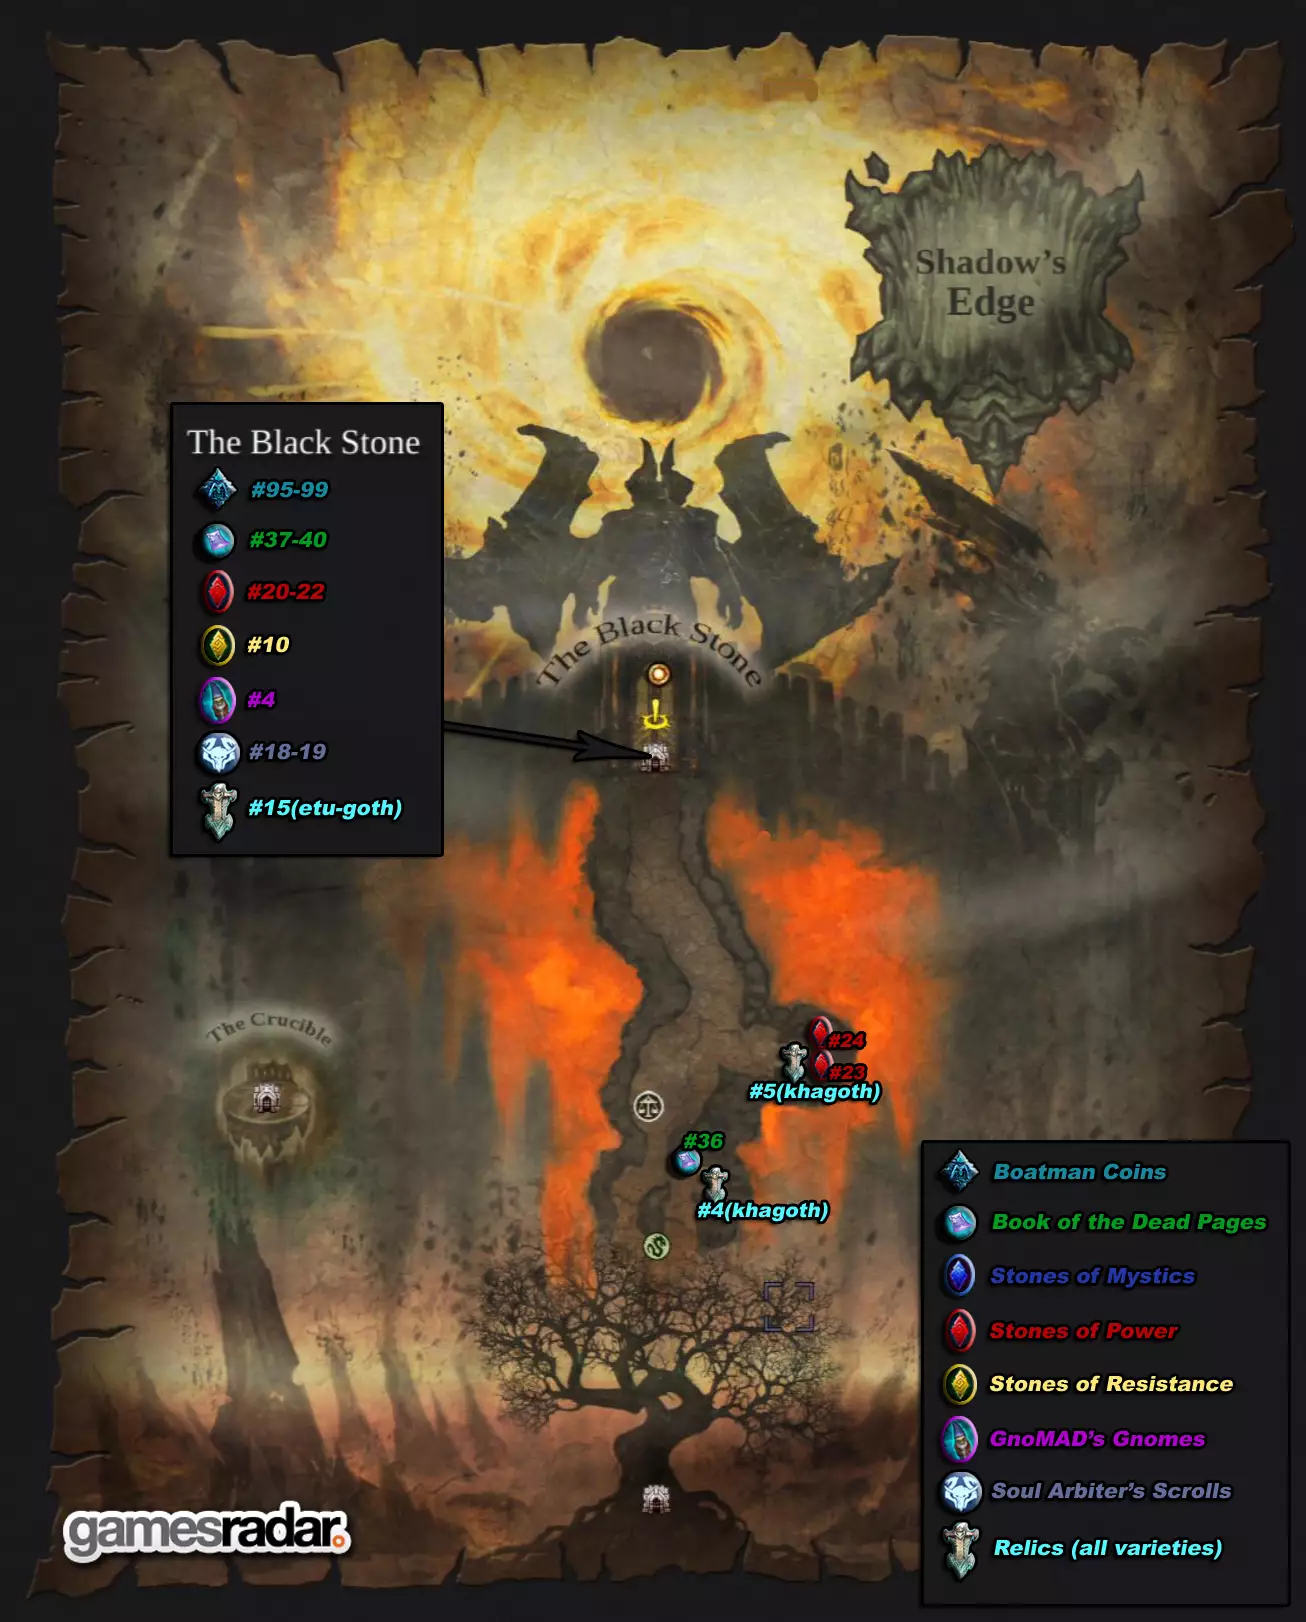 Shadow's
Edge
The Black Stone
#95-99
#37-40
#20-22
#10
#4
#18-19
#15(etu-goth)
The Black Stone
The Crucible
#24
#23
#5(khagoth)
#36
#4(khagoth)
Boatman Coins
Book of the Dead Pages
Stones of Mystics
Stones of Power
Stones of Resistance
GnoMAD's Gnomes
Soul Arbiter's Scrolls
Relics (all varieties)
gamesradar.